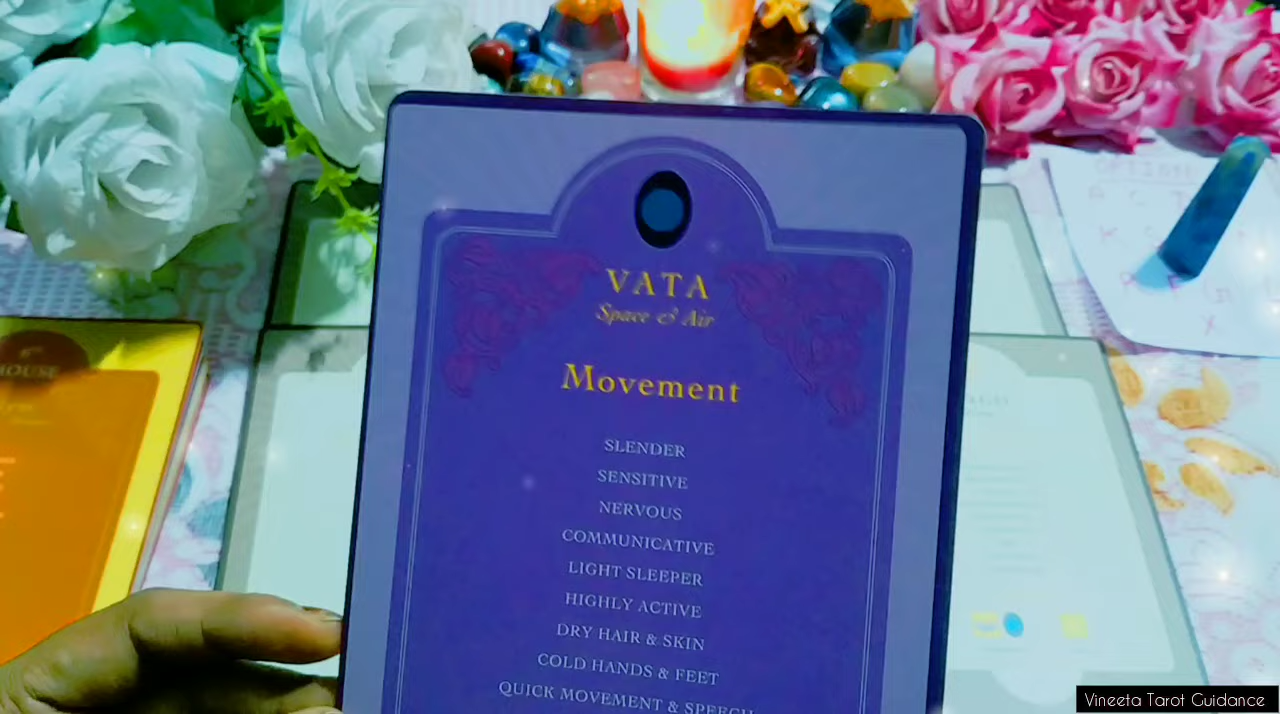 VATA
Space & Air
Movement
SLENDER
SENSITIVE
NERVOUS
COMMUNICATIVE
LIGHT SLEEPER
HIGHLY ACTIVE
DRY HAIR & SKIN
COLD HANDS & FEET
QUICK MOVEMENT & SPEECH
HOUSE
Vineeta Tarot Guidance